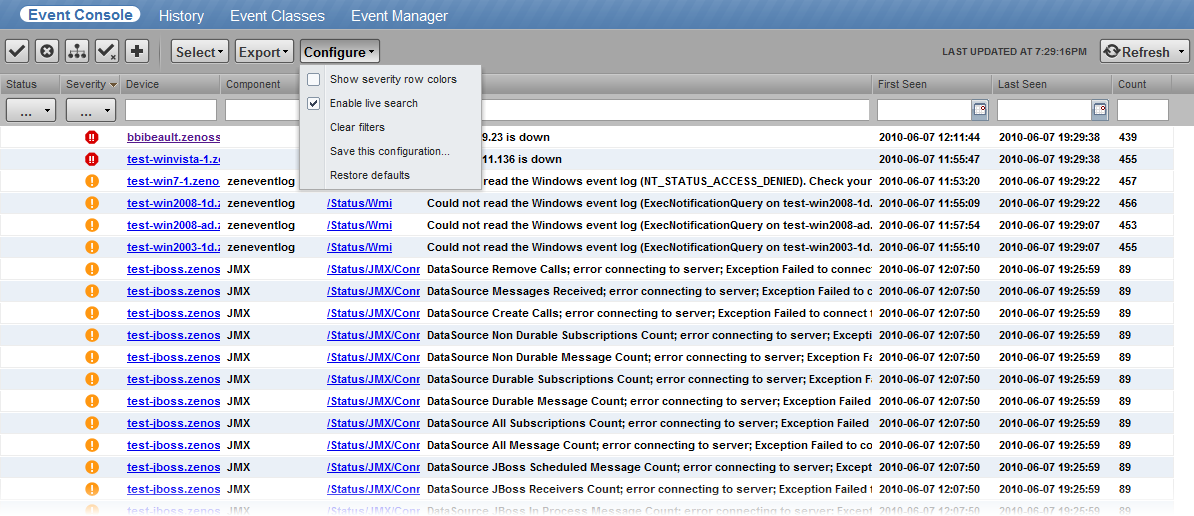 Event Console History Event Classes Event Manager
Select Export Configure LAST UPDATED AT 7:29:16PM Refresh
Status Severity Device Component First Seen Last Seen Count
... ...
Show severity row colors
Enable live search
Clear filters
Save this configuration...
Restore defaults
bbibeault.zenoss 9.23 is down 2010-06-07 12:11:44 2010-06-07 19:29:38 439
test-winvista-1.z 11.136 is down 2010-06-07 11:55:47 2010-06-07 19:29:38 455
test-win7-1.zeno zeneventlog read the Windows event log (NT_STATUS_ACCESS_DENIED). Check your 2010-06-07 11:53:20 2010-06-07 19:29:22 457
test-win2008-1d.z zeneventlog /Status/Wmi Could not read the Windows event log (ExecNotificationQuery on test-win2008-1d. 2010-06-07 11:55:09 2010-06-07 19:29:22 456
test-win2008-ad.z zeneventlog /Status/Wmi Could not read the Windows event log (ExecNotificationQuery on test-win2008-ad. 2010-06-07 11:57:54 2010-06-07 19:29:07 453
test-win2003-1d.z zeneventlog /Status/Wmi Could not read the Windows event log (ExecNotificationQuery on test-win2003-1d. 2010-06-07 11:55:10 2010-06-07 19:29:07 455
test-jboss.zenos JMX /Status/JMX/Conn DataSource Remove Calls; error connecting to server; Exception Failed to connect 2010-06-07 12:07:50 2010-06-07 19:25:59 89
test-jboss.zenos JMX /Status/JMX/Conn DataSource Messages Received; error connecting to server; Exception Failed to c 2010-06-07 12:07:50 2010-06-07 19:25:59 89
test-jboss.zenos JMX /Status/JMX/Conn DataSource Create Calls; error connecting to server; Exception Failed to connect t 2010-06-07 12:07:50 2010-06-07 19:25:59 89
test-jboss.zenos JMX /Status/JMX/Conn DataSource Non Durable Subscriptions Count; error connecting to server; Exceptio 2010-06-07 12:07:50 2010-06-07 19:25:59 89
test-jboss.zenos JMX /Status/JMX/Conn DataSource Non Durable Message Count; error connecting to server; Exception Fa 2010-06-07 12:07:50 2010-06-07 19:25:59 89
test-jboss.zenos JMX /Status/JMX/Conn DataSource Durable Subscriptions Count; error connecting to server; Exception F 2010-06-07 12:07:50 2010-06-07 19:25:59 89
test-jboss.zenos JMX /Status/JMX/Conn DataSource Durable Message Count; error connecting to server; Exception Failed 2010-06-07 12:07:50 2010-06-07 19:25:59 89
test-jboss.zenos JMX /Status/JMX/Conn DataSource All Subscriptions Count; error connecting to server; Exception Failed 2010-06-07 12:07:50 2010-06-07 19:25:59 89
test-jboss.zenos JMX /Status/JMX/Conn DataSource All Message Count; error connecting to server; Exception Failed to co 2010-06-07 12:07:50 2010-06-07 19:25:59 89
test-jboss.zenos JMX /Status/JMX/Conn DataSource JBoss Scheduled Message Count; error connecting to server; Excepti 2010-06-07 12:07:50 2010-06-07 19:25:59 89
test-jboss.zenos JMX /Status/JMX/Conn DataSource JBoss Receivers Count; error connecting to server; Exception Failed 2010-06-07 12:07:50 2010-06-07 19:25:59 89
DataSource JBoss In Process Message Count; error connecting to server; Except